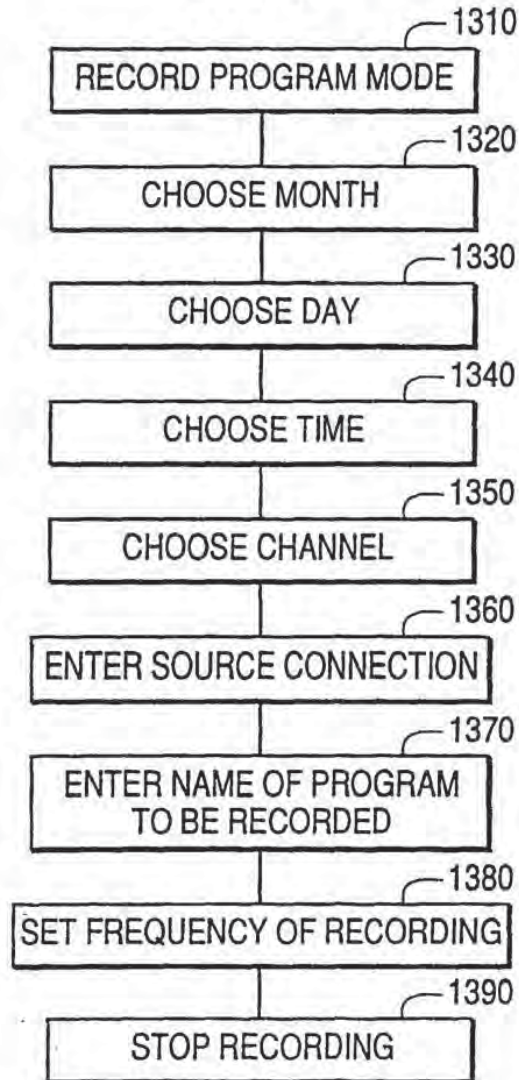 1310
RECORD PROGRAM MODE
1320
CHOOSE MONTH
1330
CHOOSE DAY
1340
CHOOSE TIME
1350
CHOOSE CHANNEL
1360
ENTER SOURCE CONNECTION
1370
ENTER NAME OF PROGRAM
TO BE RECORDED
1380
SET FREQUENCY OF RECORDING
1390
STOP RECORDING